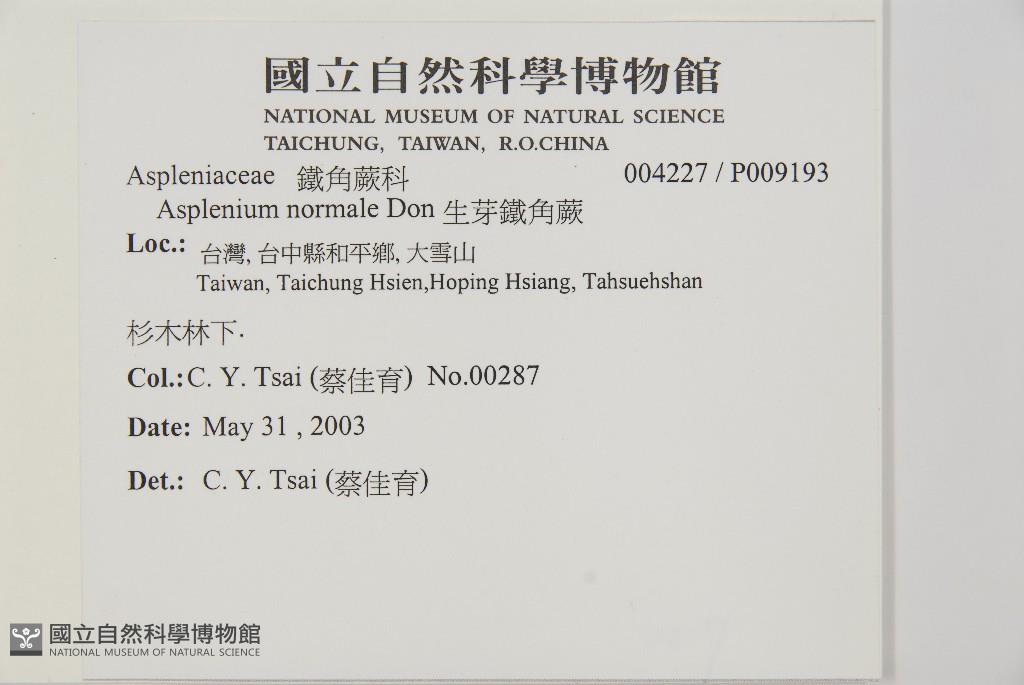 國立自然科學博物館
NATIONAL MUSEUM OF NATURAL SCIENCE
TAICHUNG, TAIWAN, R.O.CHINA
Aspleniaceae 鐵角蕨科 004227 / P009193
Asplenium normale Don 生芽鐵角蕨
Loc.: 台灣, 台中縣和平鄉, 大雪山
Taiwan, Taichung Hsien,Hoping Hsiang, Tahsuehshan
杉木林下.
Col.: C. Y. Tsai (蔡佳育) No.00287
Date: May 31 , 2003
Det.: C. Y. Tsai (蔡佳育)
國立自然科學博物館
NATIONAL MUSEUM OF NATURAL SCIENCE